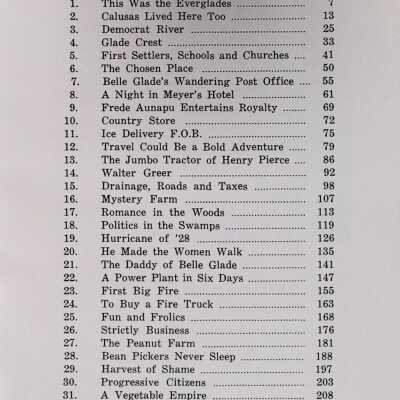 1. This Was the Everglades ........................ 7
2. Calusas Lived Here Too ........................ 13
3. Democrat River ........................ 25
4. Glade Crest ........................ 33
5. First Settlers, Schools and Churches .... 41
6. The Chosen Place ........................ 50
7. Belle Glade's Wandering Post Office .... 55
8. A Night in Meyer's Hotel ........................ 61
9. Frede Aunapu Entertains Royalty ........ 69
10. Country Store ........................ 72
11. Ice Delivery F.O.B. ........................ 75
12. Travel Could Be a Bold Adventure ...... 79
13. The Jumbo Tractor of Henry Pierce .... 86
14. Walter Greer ........................ 92
15. Drainage, Roads and Taxes ................ 98
16. Mystery Farm ........................ 107
17. Romance in the Woods ................ 113
18. Politics in the Swamps ................ 119
19. Hurricane of '28 ........................ 126
20. He Made the Women Walk ................ 135
21. The Daddy of Belle Glade ................ 141
22. A Power Plant in Six Days ................ 147
23. First Big Fire ........................ 155
24. To Buy a Fire Truck ........................ 163
25. Fun and Frolics ........................ 168
26. Strictly Business ........................ 176
27. The Peanut Farm ........................ 181
28. Bean Pickers Never Sleep ................ 188
29. Harvest of Shame ........................ 197
30. Progressive Citizens ........................ 203
31. A Vegetable Empire ........................ 208